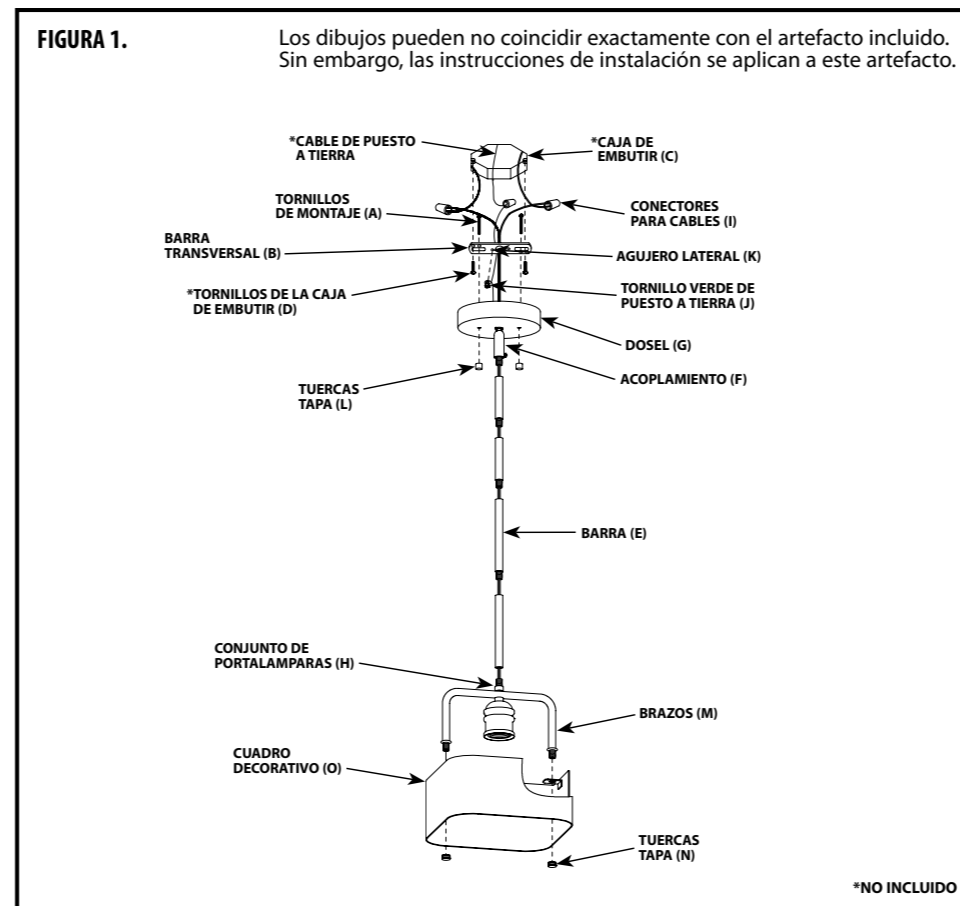 FIGURA 1.
Los dibujos pueden no coincidir exactamente con el artefacto incluido.
Sin embargo, las instrucciones de instalación se aplican a este artefacto.
*CABLE DE PUESTO
A TIERRA
*CAJA DE
EMBUTIR (C)
TORNILLOS
DE MONTAJE (A)
CONECTORES
PARA CABLES (I)
BARRA
TRANSVERSAL (B)
AGUJERO LATERAL (K)
*TORNILLOS DE LA CAJA
DE EMBUTIR (D)
TORNILLO VERDE DE
PUESTO A TIERRA (J)
DOSEL (G)
ACOPLAMIENTO (F)
TUERCAS
TAPA (L)
BARRA (E)
CONJUNTO DE
PORTALAMPARAS (H)
BRAZOS (M)
CUADRO
DECORATIVO (O)
TUERCAS
TAPA (N)
*NO INCLUIDO